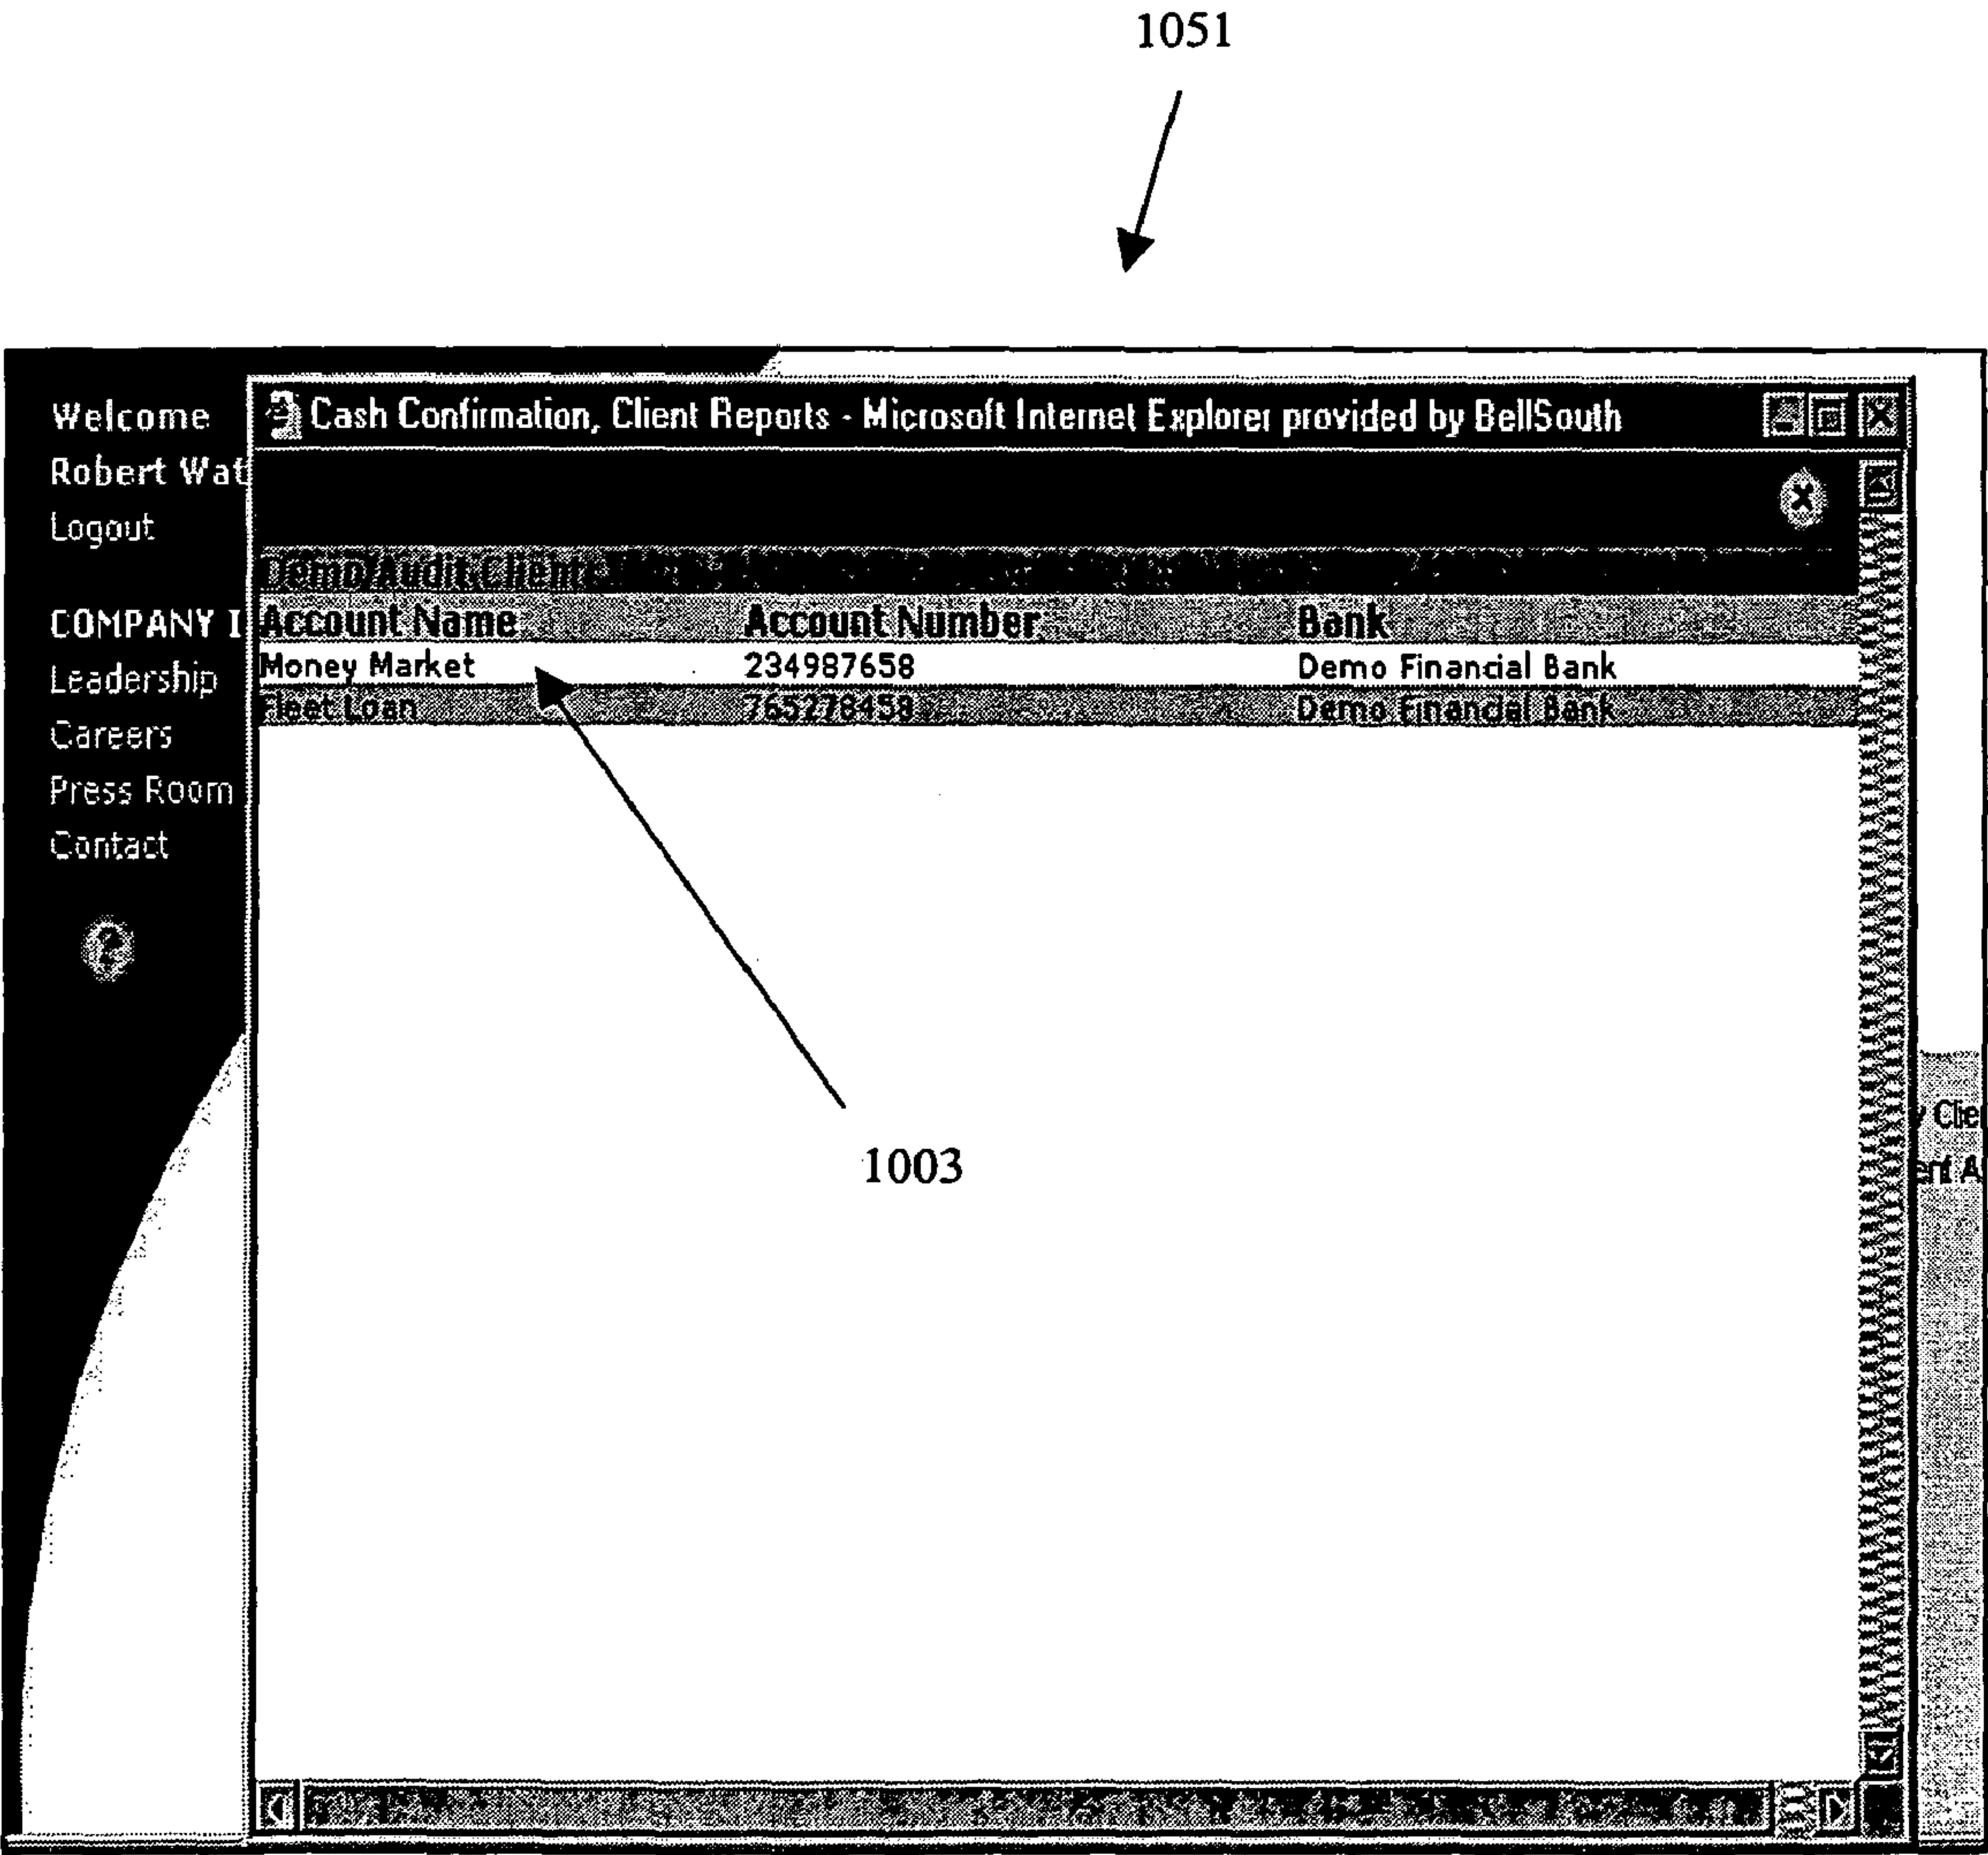 1051
Welcome
Robert Wat
Logout
COMPANY I
Leadership
Careers
Press Room
Contact
Cash Confirmation, Client Reports - Microsoft Internet Explorer provided by BellSouth
Demo Audit Client
Account Name Account Number Bank
Money Market 234987658 Demo Financial Bank
Fleet Loan 765278458 Demo Financial Bank
1003
y Clie
ent A